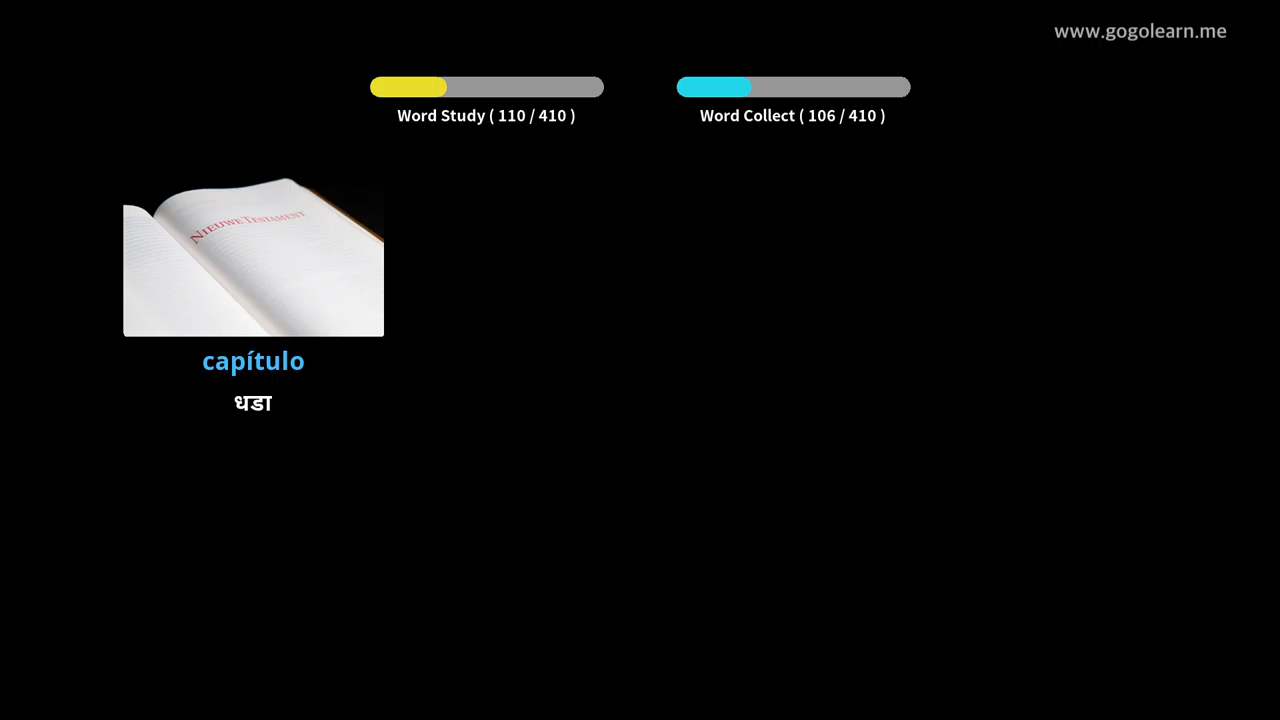 www.gogolearn.me
Word Study ( 110 / 410 )
Word Collect ( 106 / 410 )
NIEUWE TESTAMENT
capítulo
धडा